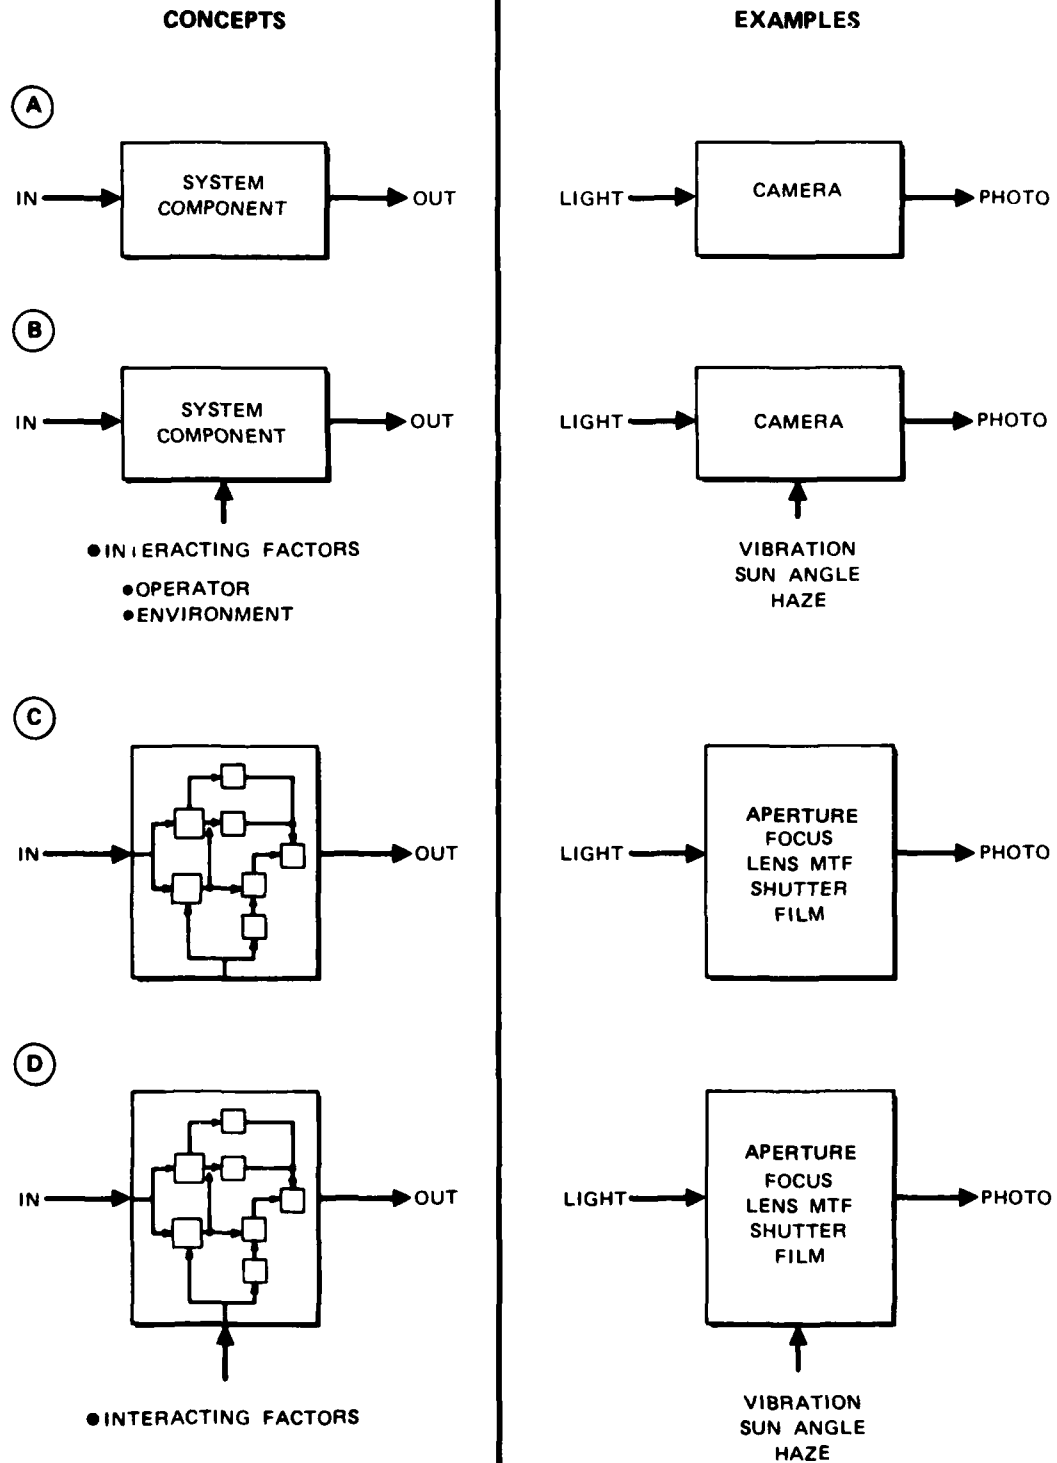 CONCEPTS
EXAMPLES
A
IN
SYSTEM
COMPONENT
OUT
LIGHT
CAMERA
PHOTO
B
IN
SYSTEM
COMPONENT
OUT
●INTERACTING FACTORS
●OPERATOR
●ENVIRONMENT
LIGHT
CAMERA
PHOTO
VIBRATION
SUN ANGLE
HAZE
C
IN
OUT
LIGHT
APERTURE
FOCUS
LENS MTF
SHUTTER
FILM
PHOTO
D
IN
OUT
●INTERACTING FACTORS
LIGHT
APERTURE
FOCUS
LENS MTF
SHUTTER
FILM
PHOTO
VIBRATION
SUN ANGLE
HAZE